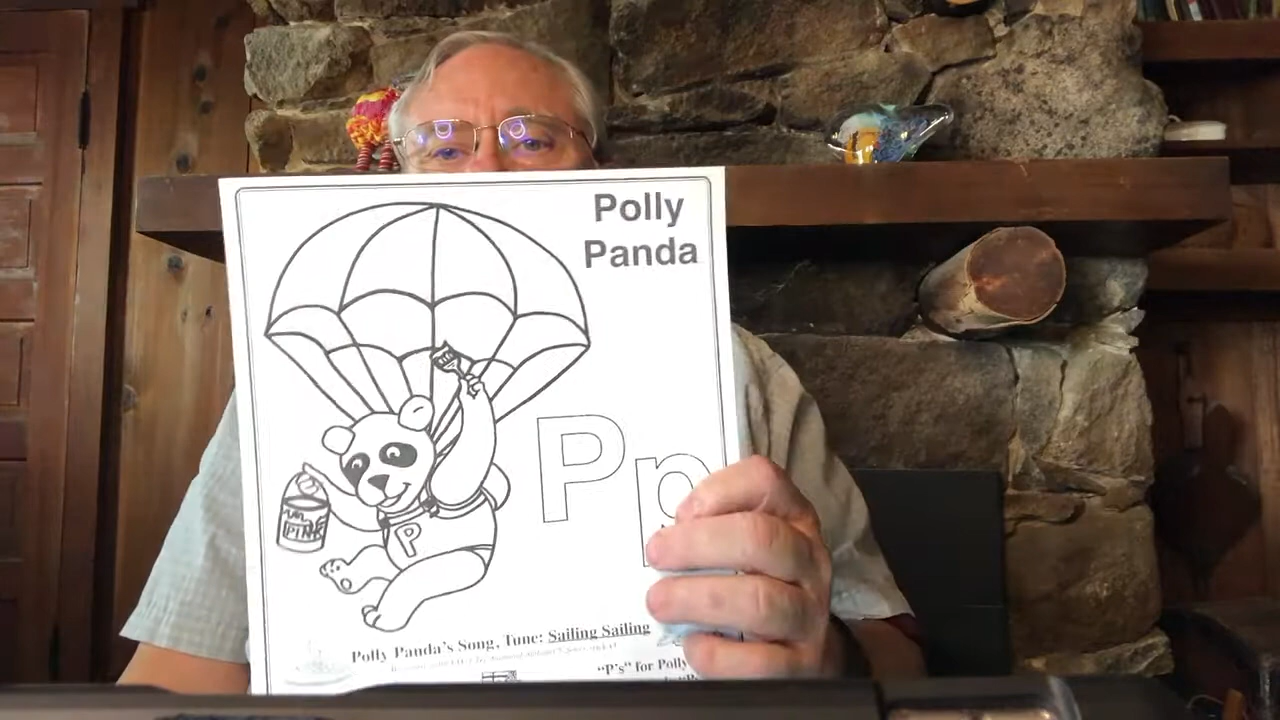 Polly
Panda
Pp
PINK
P
Polly Panda's Song, Tune: Sailing Sailing
"P's" for Polly